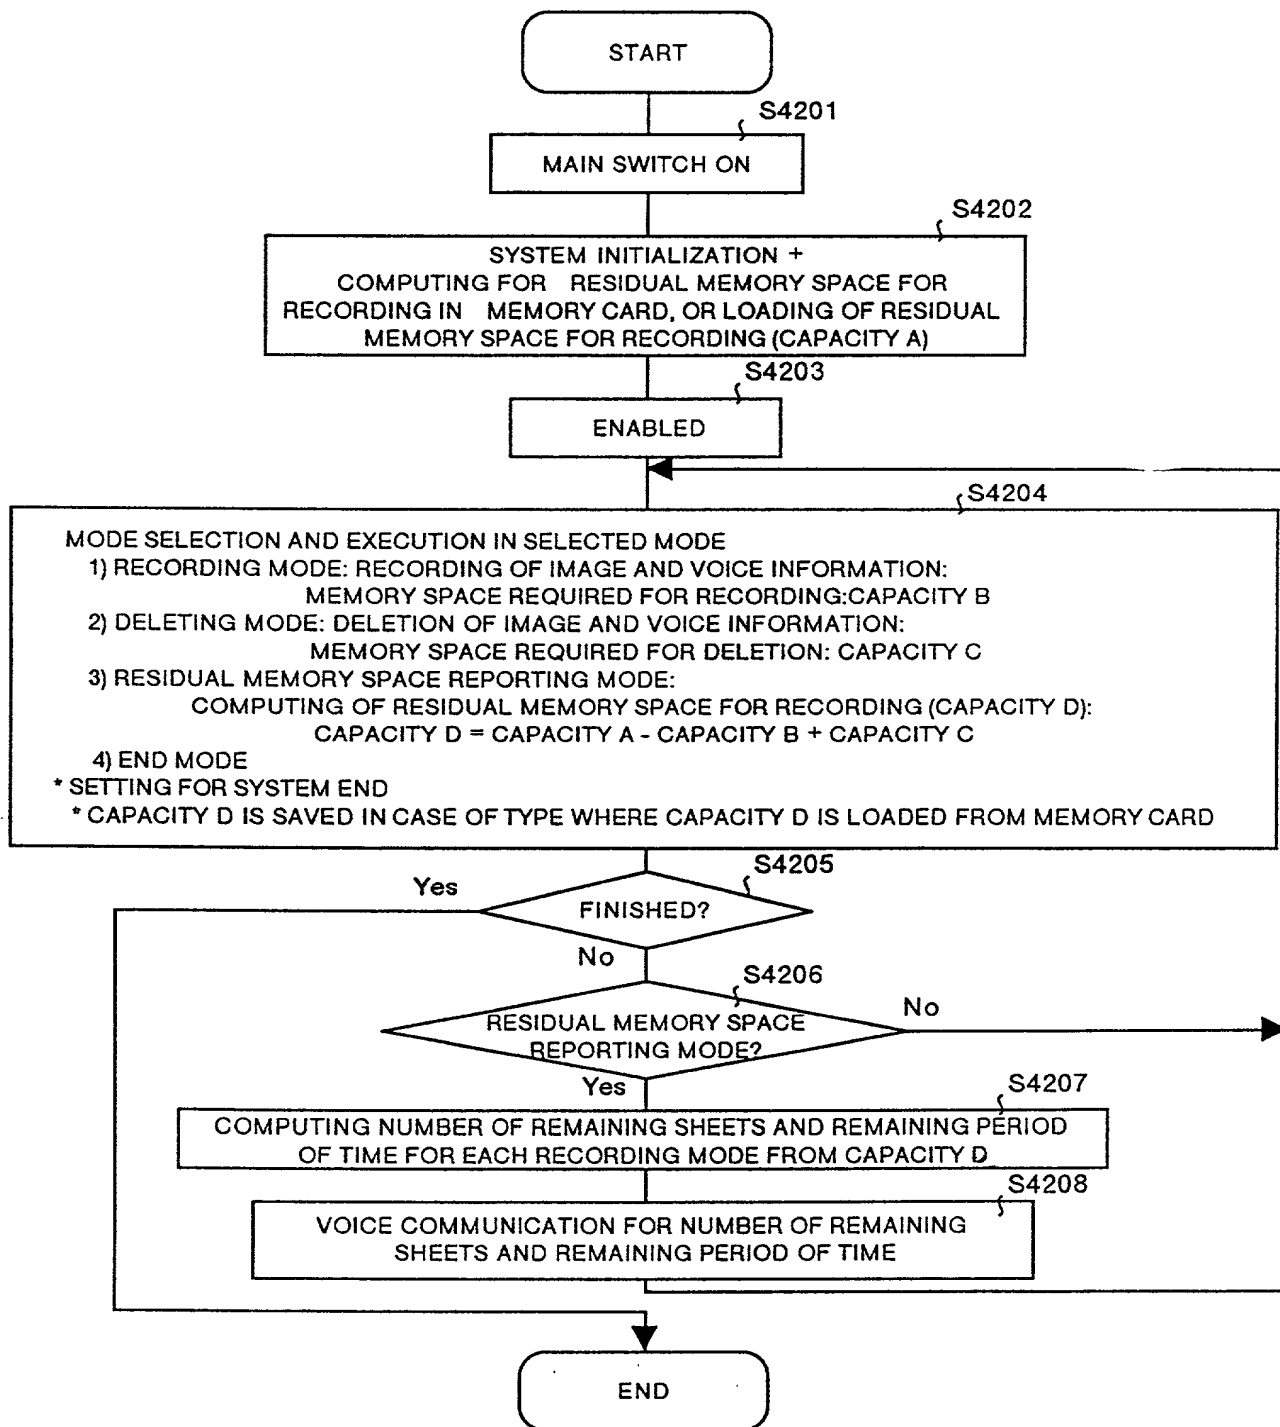 START
S4201
MAIN SWITCH ON
S4202
SYSTEM INITIALIZATION +
COMPUTING FOR RESIDUAL MEMORY SPACE FOR
RECORDING IN MEMORY CARD, OR LOADING OF RESIDUAL
MEMORY SPACE FOR RECORDING (CAPACITY A)
S4203
ENABLED
S4204
MODE SELECTION AND EXECUTION IN SELECTED MODE
1) RECORDING MODE: RECORDING OF IMAGE AND VOICE INFORMATION:
MEMORY SPACE REQUIRED FOR RECORDING:CAPACITY B
2) DELETING MODE: DELETION OF IMAGE AND VOICE INFORMATION:
MEMORY SPACE REQUIRED FOR DELETION: CAPACITY C
3) RESIDUAL MEMORY SPACE REPORTING MODE:
COMPUTING OF RESIDUAL MEMORY SPACE FOR RECORDING (CAPACITY D):
CAPACITY D = CAPACITY A - CAPACITY B + CAPACITY C
4) END MODE
* SETTING FOR SYSTEM END
* CAPACITY D IS SAVED IN CASE OF TYPE WHERE CAPACITY D IS LOADED FROM MEMORY CARD
S4205
Yes
FINISHED?
No
S4206
RESIDUAL MEMORY SPACE
REPORTING MODE?
No
Yes
S4207
COMPUTING NUMBER OF REMAINING SHEETS AND REMAINING PERIOD
OF TIME FOR EACH RECORDING MODE FROM CAPACITY D
S4208
VOICE COMMUNICATION FOR NUMBER OF REMAINING
SHEETS AND REMAINING PERIOD OF TIME
END